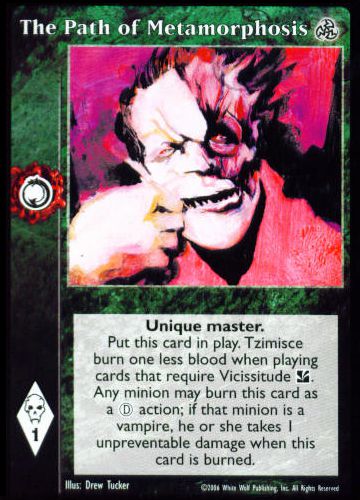 The Path of Metamorphosis
Unique master.
Put this card in play. Tzimisce
burn one less blood when playing
cards that require Vicissitude
Any minion may burn this card as
a Ⓓ action; if that minion is a
vampire, he or she takes 1
unpreventable damage when this
card is burned.
1
Illus: Drew Tucker
©2006 White Wolf Publishing, Inc. All Rights Reserved